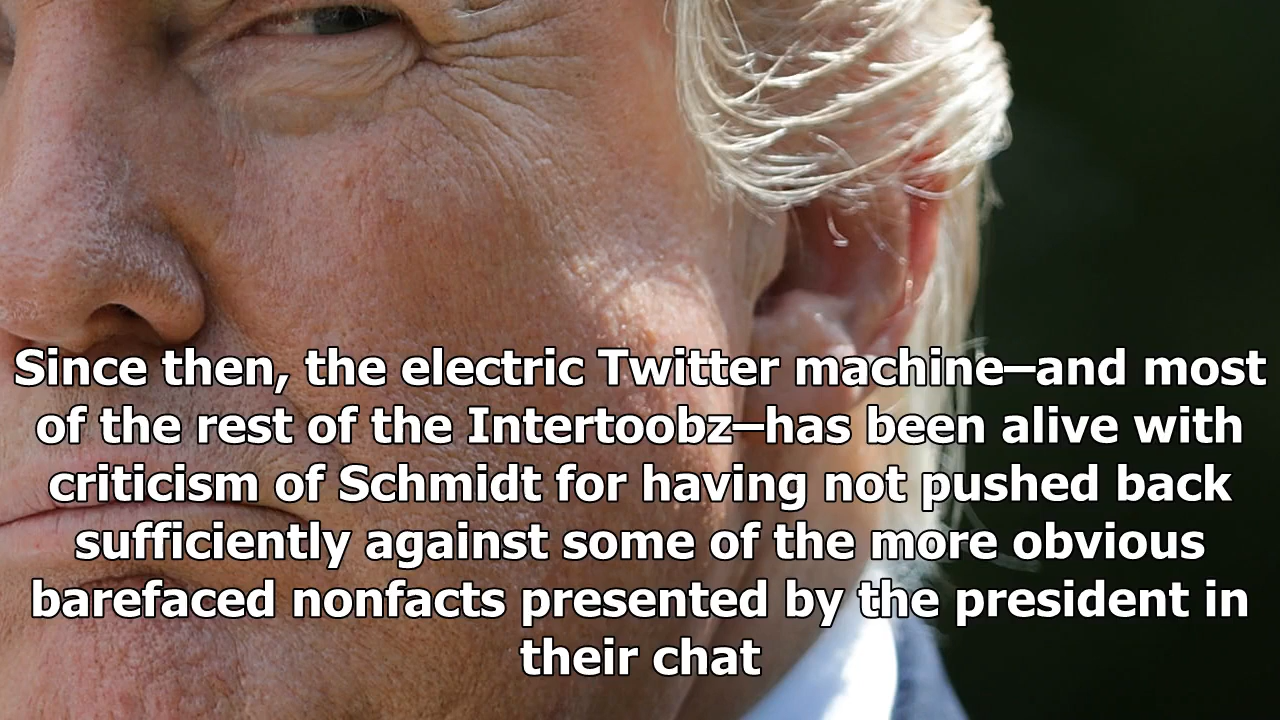 Since then, the electric Twitter machine—and most
of the rest of the Intertoobz—has been alive with
criticism of Schmidt for having not pushed back
sufficiently against some of the more obvious
barefaced nonfacts presented by the president in
their chat